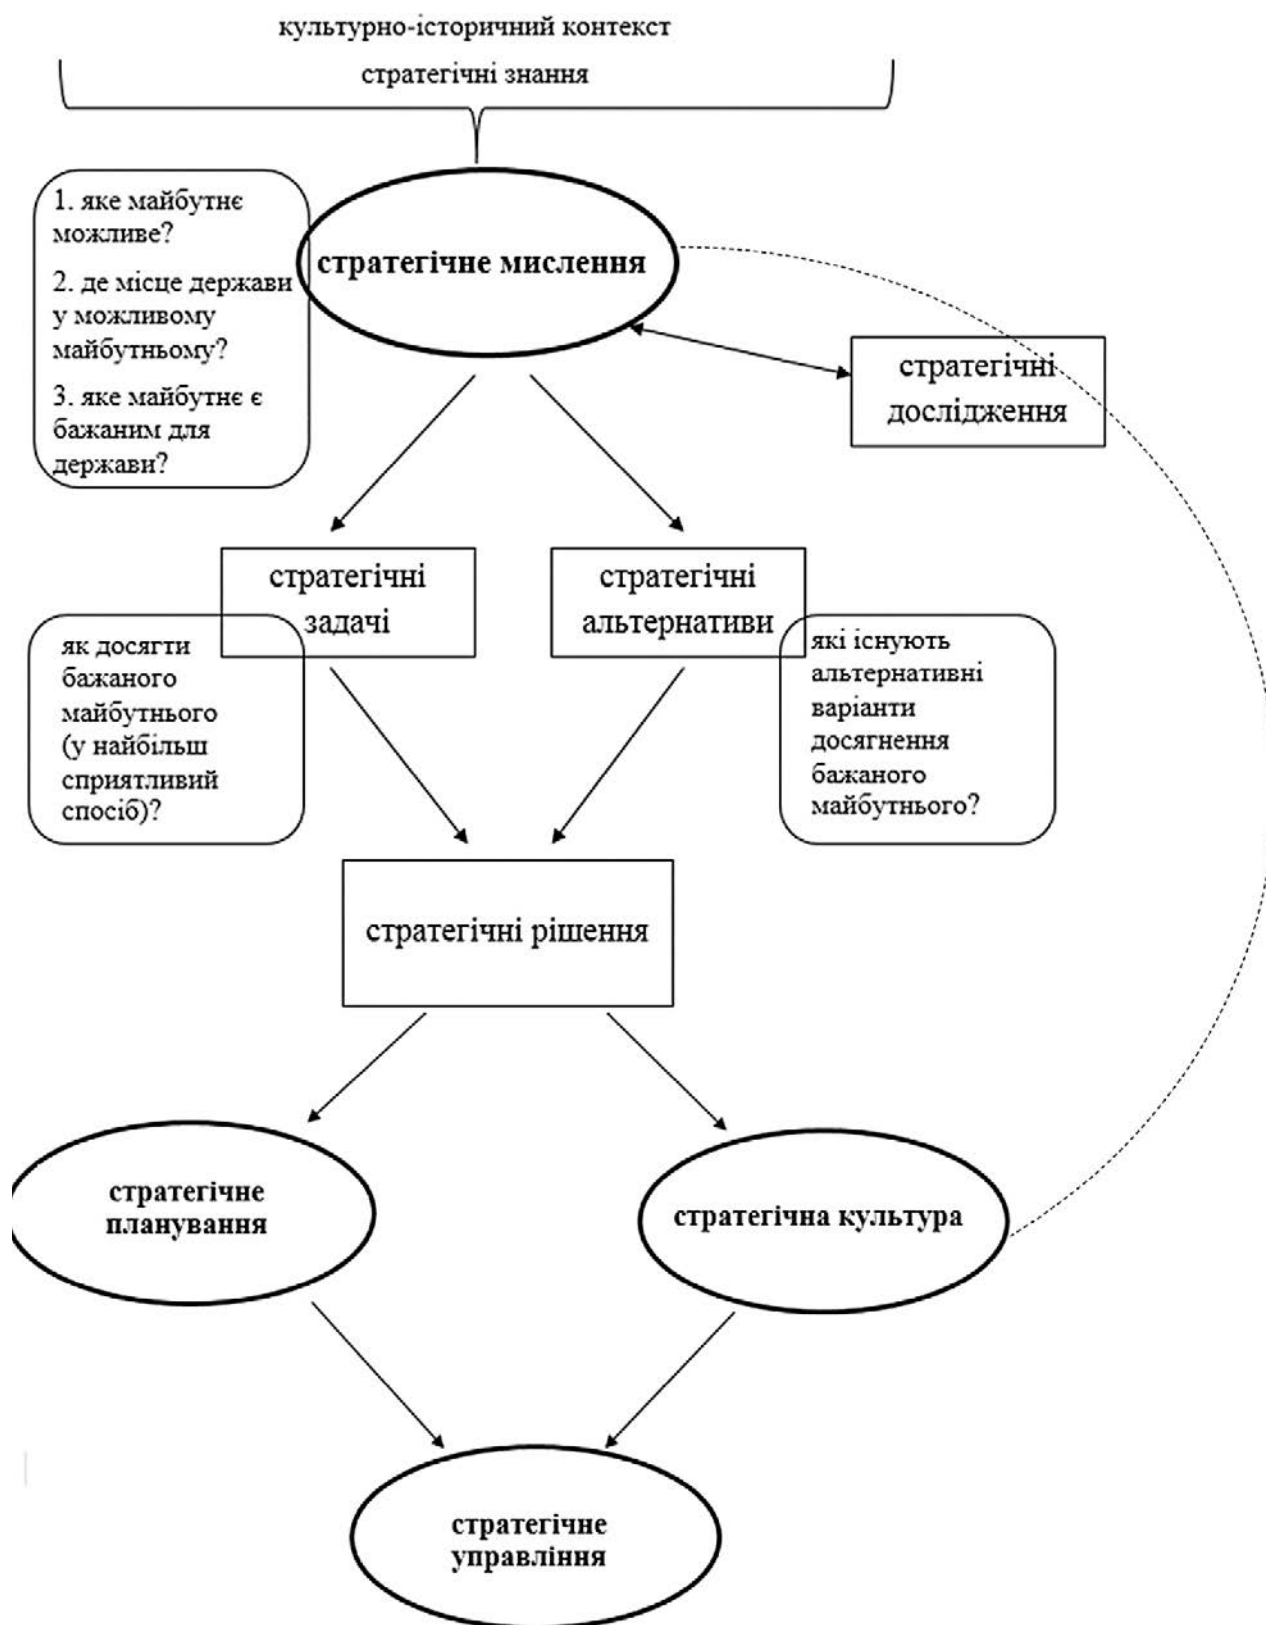 культурно-історичний контекст
стратегічні знання
1. яке майбутнє
можливе?
2. де місце держави
у можливому
майбутньому?
3. яке майбутнє є
бажаним для
держави?
стратегічне мислення
стратегічні
дослідження
стратегічні
задачі
стратегічні
альтернативи
як досягти
бажаного
майбутнього
(у найбільш
сприятливий
спосіб)?
які існують
альтернативні
варіанти
досягнення
бажаного
майбутнього?
стратегічні рішення
стратегічне
планування
стратегічна культура
стратегічне
управління